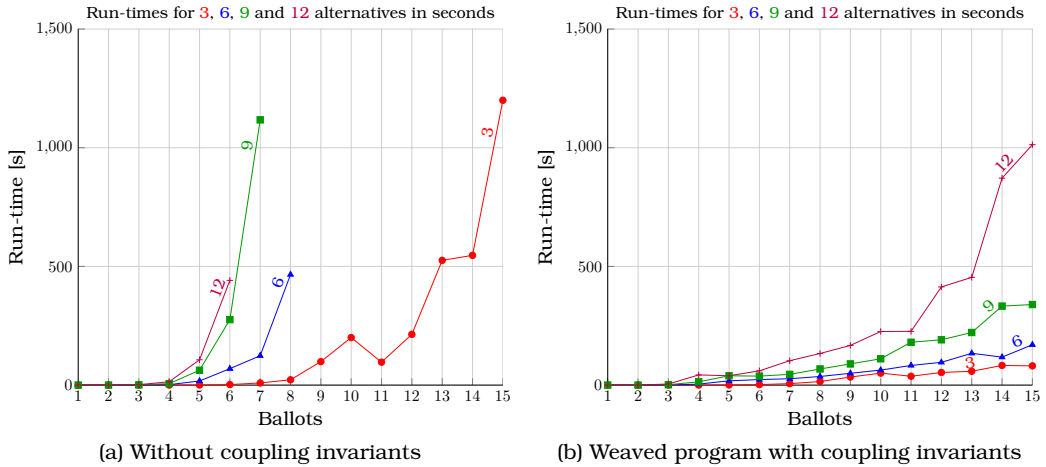 Run-times for 3, 6, 9 and 12 alternatives in seconds
1,500
1,000
500
0
Run-time [s]
12
9
6
3
1 2 3 4 5 6 7 8 9 10 11 12 13 14 15
Ballots
(a) Without coupling invariants
Run-times for 3, 6, 9 and 12 alternatives in seconds
1,500
1,000
500
0
Run-time [s]
12
9
6
3
1 2 3 4 5 6 7 8 9 10 11 12 13 14 15
Ballots
(b) Weaved program with coupling invariants